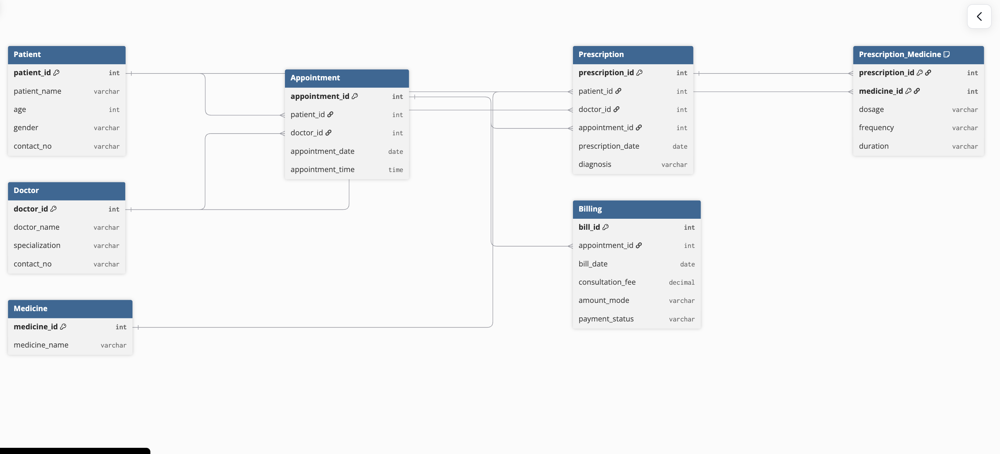 Patient
patient_id int
patient_name varchar
age int
gender varchar
contact_no varchar
Doctor
doctor_id int
doctor_name varchar
specialization varchar
contact_no varchar
Medicine
medicine_id int
medicine_name varchar
Appointment
appointment_id int
patient_id int
doctor_id int
appointment_date date
appointment_time time
Prescription
prescription_id int
patient_id int
doctor_id int
appointment_id int
prescription_date date
diagnosis varchar
Billing
bill_id int
appointment_id int
bill_date date
consultation_fee decimal
amount_mode varchar
payment_status varchar
Prescription_Medicine
prescription_id int
medicine_id int
dosage varchar
frequency varchar
duration varchar